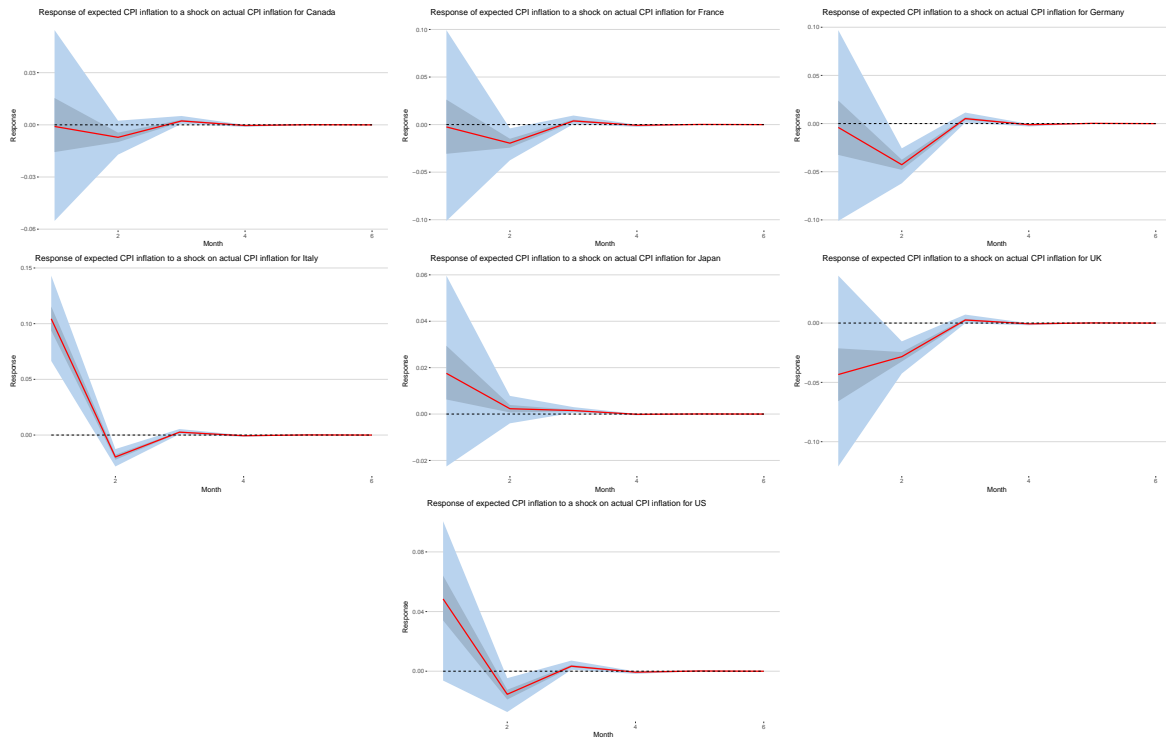 Response of expected CPI inflation to a shock on actual CPI inflation for Canada
0.03
0.00
−0.03
−0.06
Response
2
4
6
Month
Response of expected CPI inflation to a shock on actual CPI inflation for France
0.10
0.05
0.00
−0.05
−0.10
Response
2
4
6
Month
Response of expected CPI inflation to a shock on actual CPI inflation for Germany
0.10
0.05
0.00
−0.05
−0.10
Response
2
4
6
Month
Response of expected CPI inflation to a shock on actual CPI inflation for Italy
0.15
0.10
0.05
0.00
Response
2
4
6
Month
Response of expected CPI inflation to a shock on actual CPI inflation for Japan
0.06
0.04
0.02
0.00
−0.02
Response
2
4
6
Month
Response of expected CPI inflation to a shock on actual CPI inflation for UK
0.00
−0.05
−0.10
Response
2
4
6
Month
Response of expected CPI inflation to a shock on actual CPI inflation for US
0.08
0.04
0.00
Response
2
4
6
Month